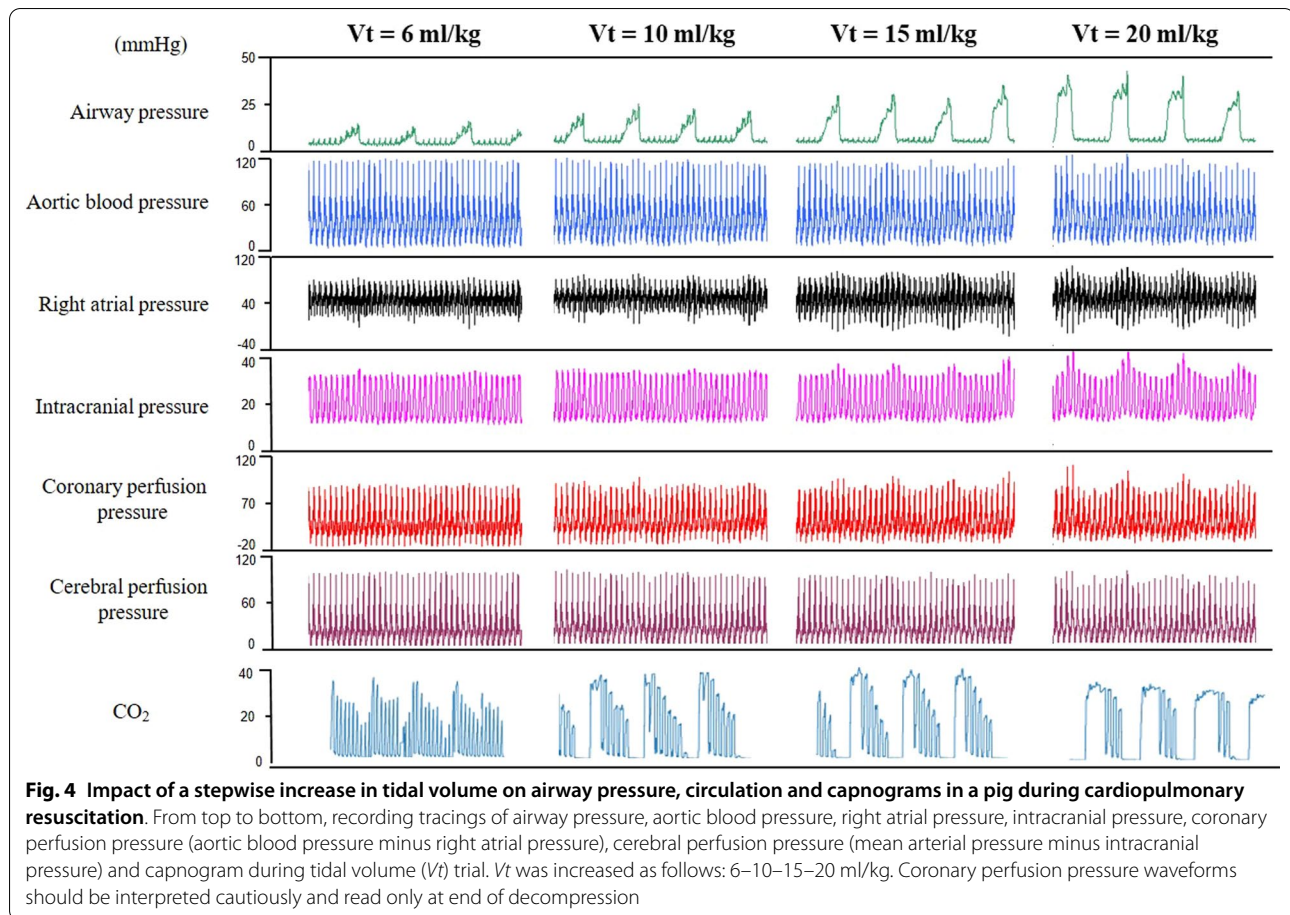 (mmHg)
Vt = 6 ml/kg
Vt = 10 ml/kg
Vt = 15 ml/kg
Vt = 20 ml/kg
Airway pressure
50
25
0
Aortic blood pressure
120
60
0
Right atrial pressure
120
40
-40
Intracranial pressure
40
20
0
Coronary perfusion
pressure
120
70
-20
Cerebral perfusion
pressure
120
60
0
CO2
40
20
0
Fig. 4 Impact of a stepwise increase in tidal volume on airway pressure, circulation and capnograms in a pig during cardiopulmonary
resuscitation. From top to bottom, recording tracings of airway pressure, aortic blood pressure, right atrial pressure, intracranial pressure, coronary
perfusion pressure (aortic blood pressure minus right atrial pressure), cerebral perfusion pressure (mean arterial pressure minus intracranial
pressure) and capnogram during tidal volume (Vt) trial. Vt was increased as follows: 6–10–15–20 ml/kg. Coronary perfusion pressure waveforms
should be interpreted cautiously and read only at end of decompression